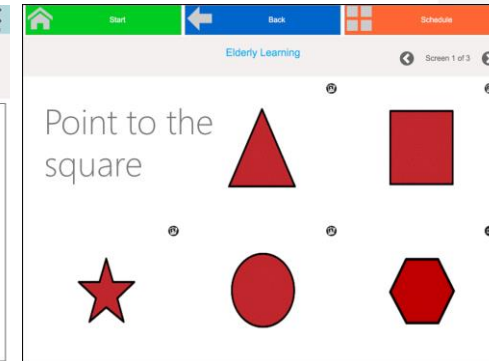 Start
Back
Schedule
Elderly Learning
Screen 1 of 3
Point to the
square